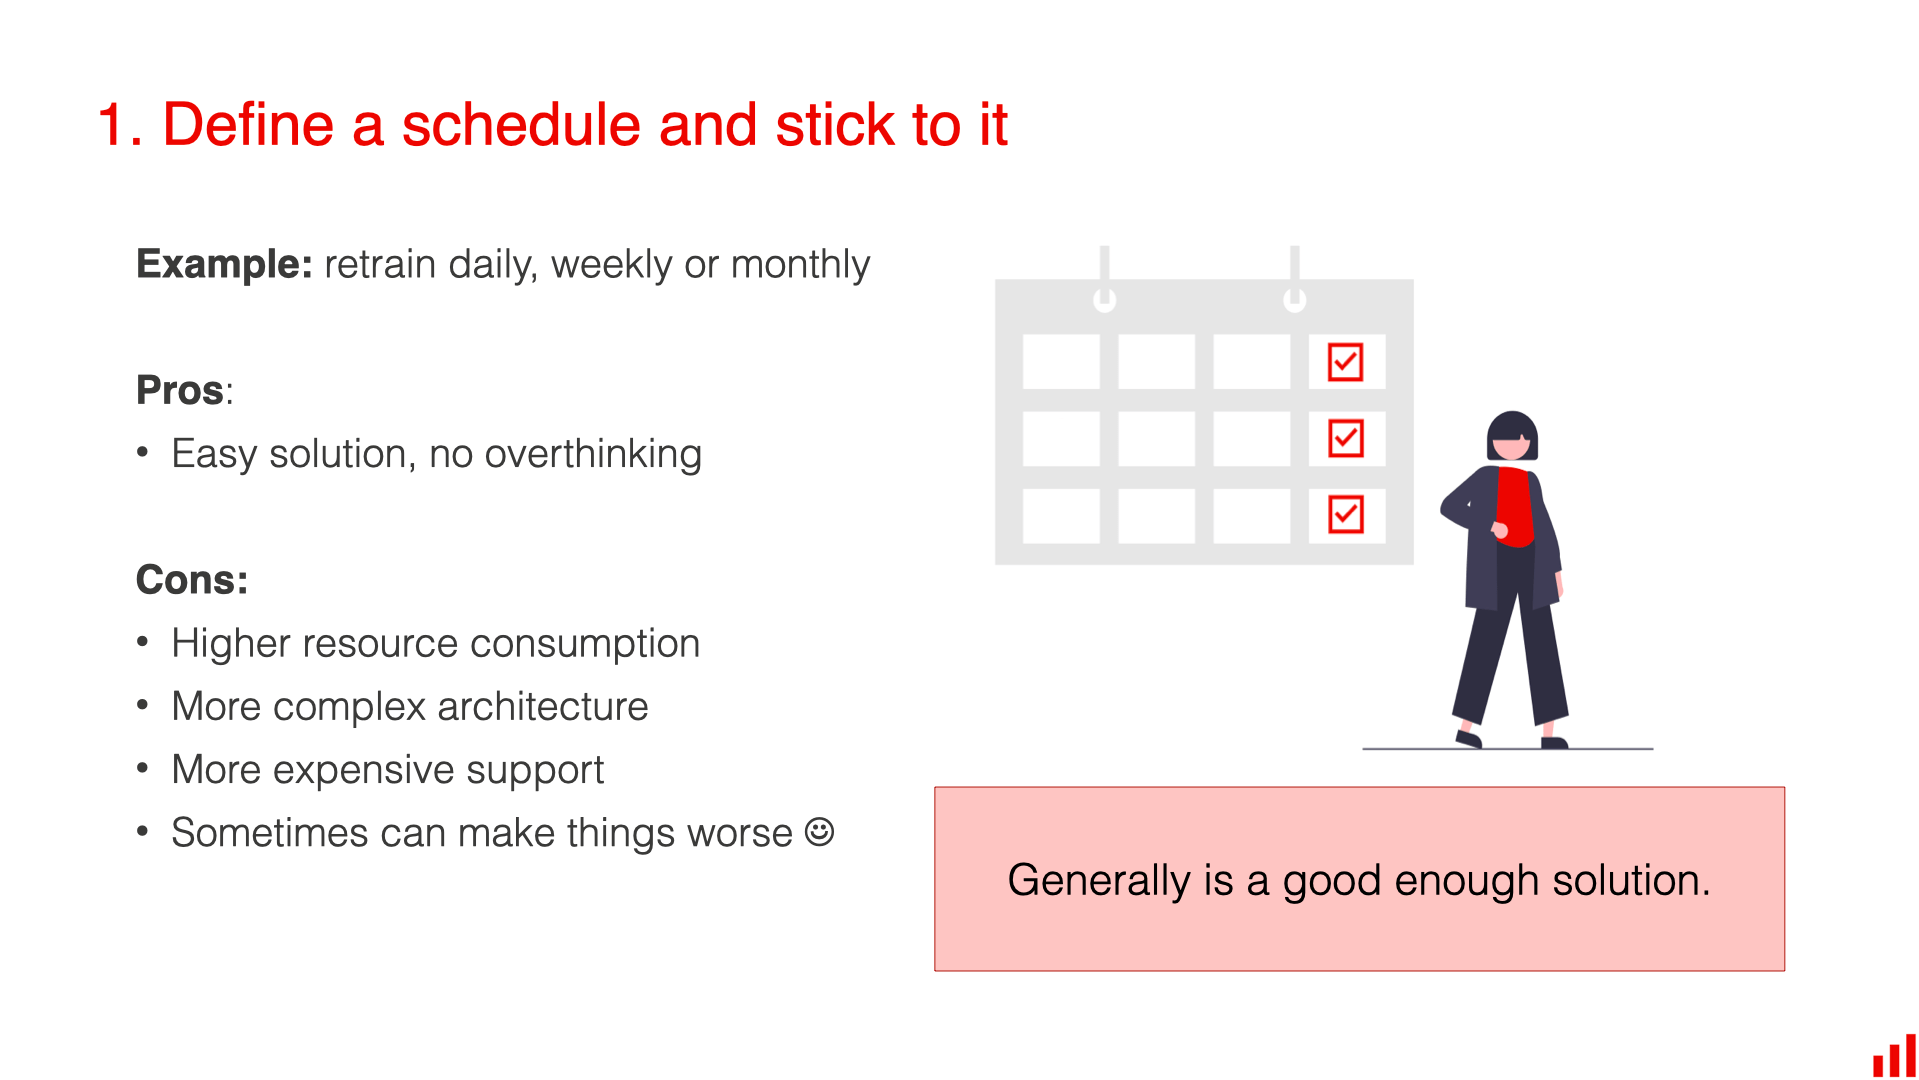 1. Define a schedule and stick to it
Example: retrain daily, weekly or monthly
Pros:
• Easy solution, no overthinking
Cons:
• Higher resource consumption
• More complex architecture
• More expensive support
• Sometimes can make things worse ☺
Generally is a good enough solution.